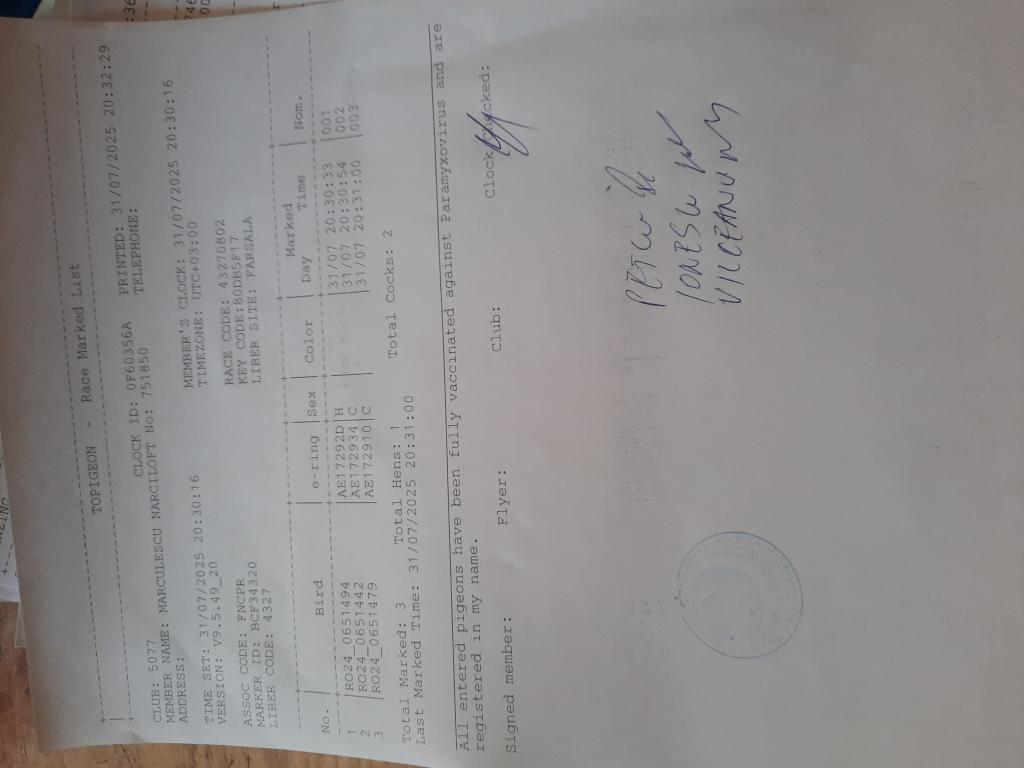 TOPIGEON - Race Marked List
CLOCK ID: 0F60356A PRINTED: 31/07/2025 20:32:29
CLUB: 5077
MEMBER NAME: MARCULESCU NARCILOFT No: 751850 TELEPHONE:
ADDRESS:
TIME SET: 31/07/2025 20:30:16 MEMBER'S CLOCK: 31/07/2025 20:30:16
VERSION: V9.5.49_20 TIMEZONE: UTC+03:00
ASSOC CODE: FNCPR RACE CODE: 43270802
MARKER ID: BCF34320 KEY CODE:80DB5F17
LIBER CODE: 4327 LIBER SITE: FARSALA
Marked
No. Bird e-ring Sex Color Day Time Nom.
1 RO24_0651494 AE17292D H 31/07 20:30:33 001
2 RO24_0651442 AE172934 C 31/07 20:30:54 002
3 RO24_0651479 AE172910 C 31/07 20:31:00 003
Total Marked: 3 Total Hens: 1 Total Cocks: 2
Last Marked Time: 31/07/2025 20:31:00
All entered pigeons have been fully vaccinated against Paramyxovirus and are
registered in my name.
Signed member: Flyer: Club: Clock checked:
PETCU
IONESCU
VILCEANU